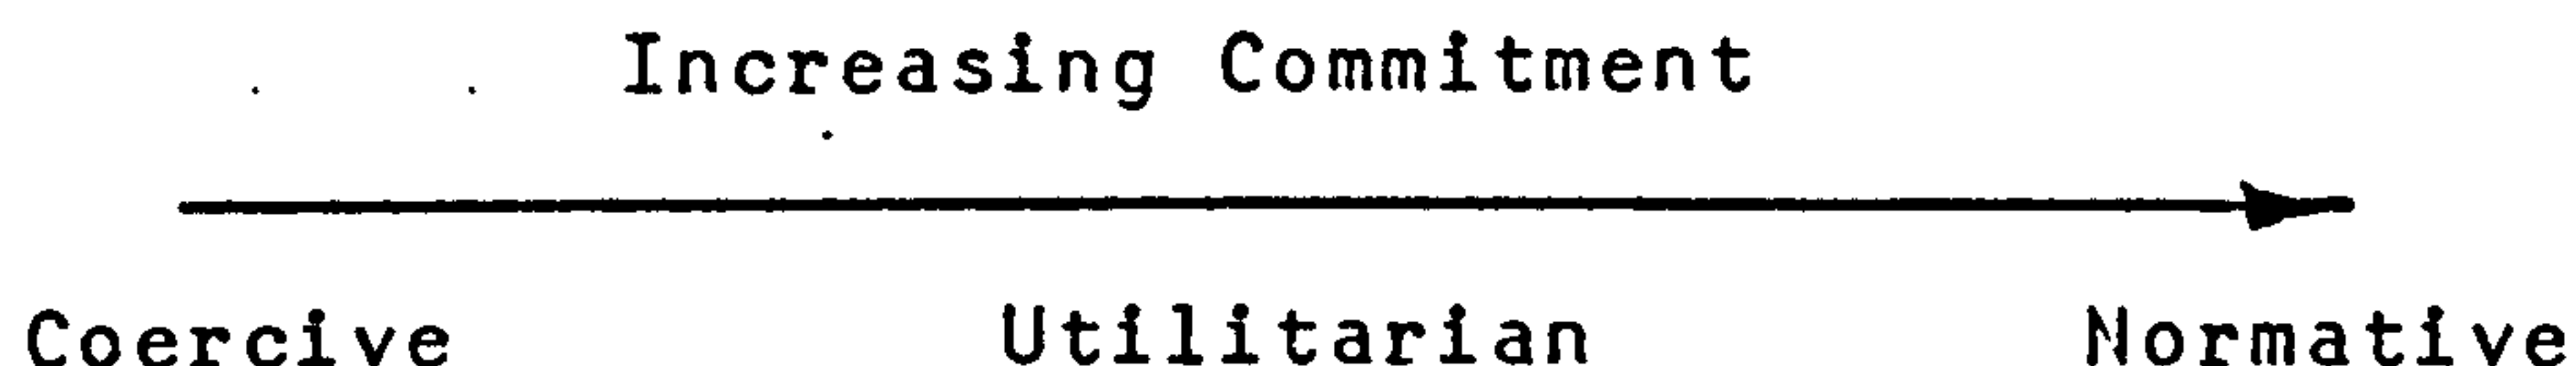 Increasing Commitment
Coercive Utilitarian Normative